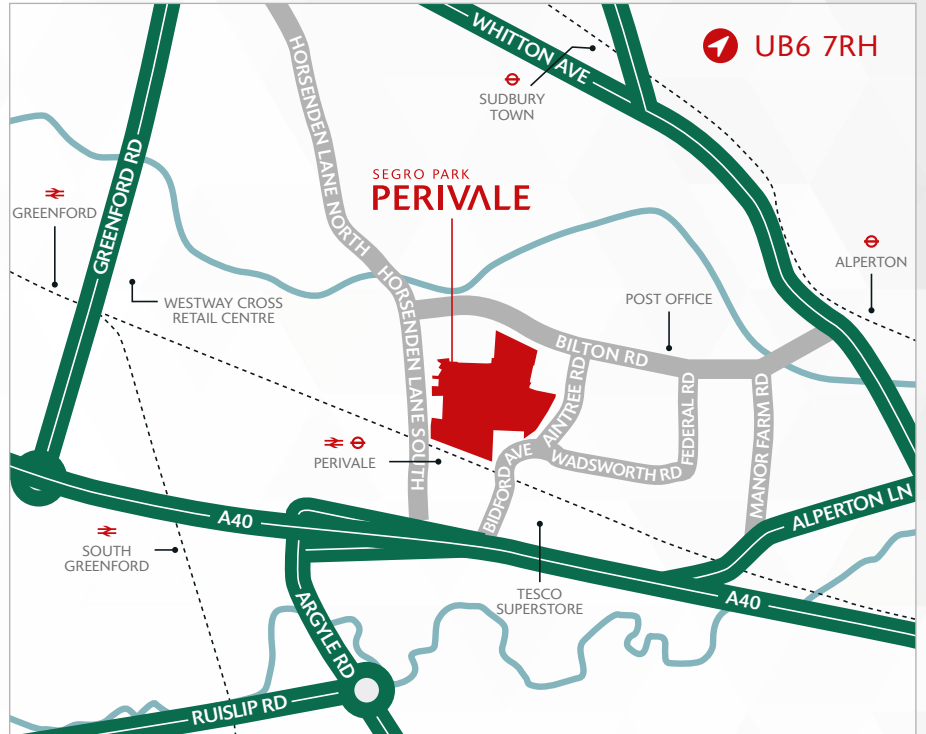 UB6 7RH
WHITTON AVE
SUDBURY
TOWN
HORSENDEN LANE NORTH
GREENFORD RD
SEGRO PARK
PERIVALE
GREENFORD
ALPERTON
WESTWAY CROSS
RETAIL CENTRE
HORSENDEN LANE SOUTH
POST OFFICE
BILTON RD
AINTREE RD
FEDERAL RD
MANOR FARM RD
PERIVALE
BIDFORD AVE
WADSWORTH RD
ALPERTON LN
A40
SOUTH
GREENFORD
TESCO
SUPERSTORE
A40
ARGYLE RD
RUISLIP RD